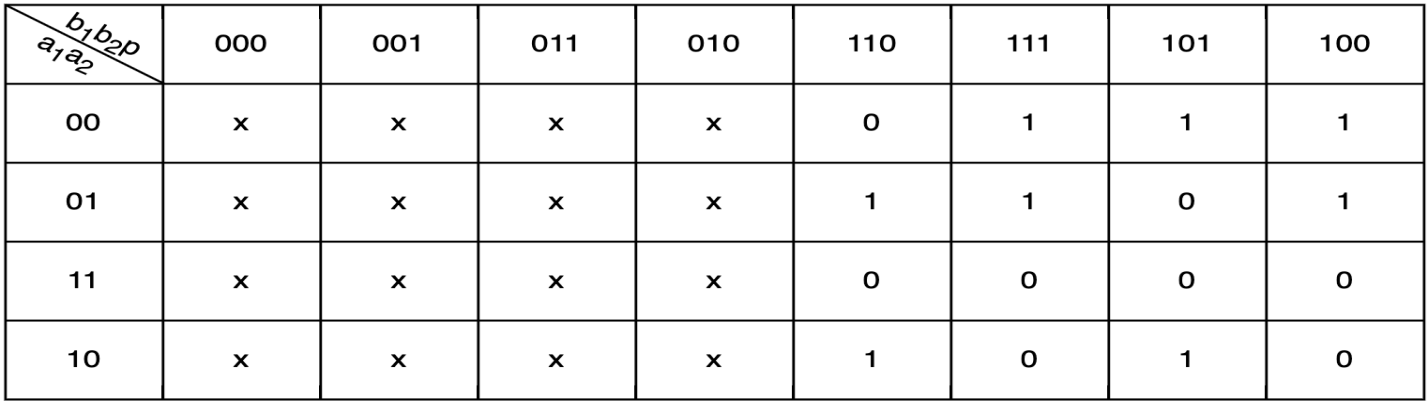 b₁b₂p
a₁a₂
000 001 011 010 110 111 101 100
00 x x x x 0 1 1 1
01 x x x x 1 1 0 1
11 x x x x 0 0 0 0
10 x x x x 1 0 1 0